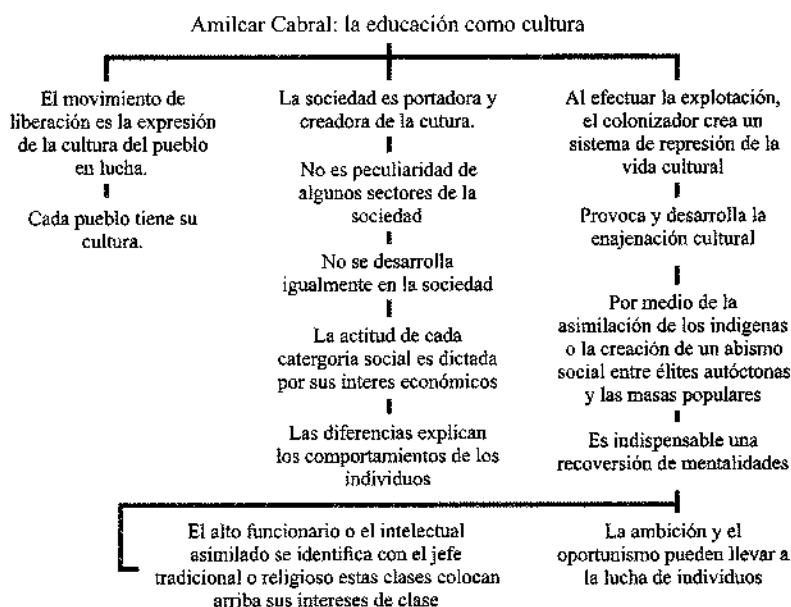 Amilcar Cabral: la educación como cultura
El movimiento de
liberación es la expresión
de la cultura del pueblo
en lucha.
Cada pueblo tiene su
cultura.
La sociedad es portadora y
creadora de la cutura.
No es peculiaridad de
algunos sectores de la
sociedad
No se desarrolla
igualmente en la sociedad
La actitud de cada
catergoria social es dictada
por sus interes económicos
Las diferencias explican
los comportamientos de los
individuos
Al efectuar la explotación,
el colonizador crea un
sistema de represión de la
vida cultural
Provoca y desarrolla la
enajenación cultural
Por medio de la
asimilación de los indigenas
o la creación de un abismo
social entre élites autóctonas
y las masas populares
Es indispensable una
recoversión de mentalidades
El alto funcionario o el intelectual
asimilado se identifica con el jefe
tradicional o religioso estas clases colocan
arriba sus intereses de clase
La ambición y el
oportunismo pueden llevar a
la lucha de individuos